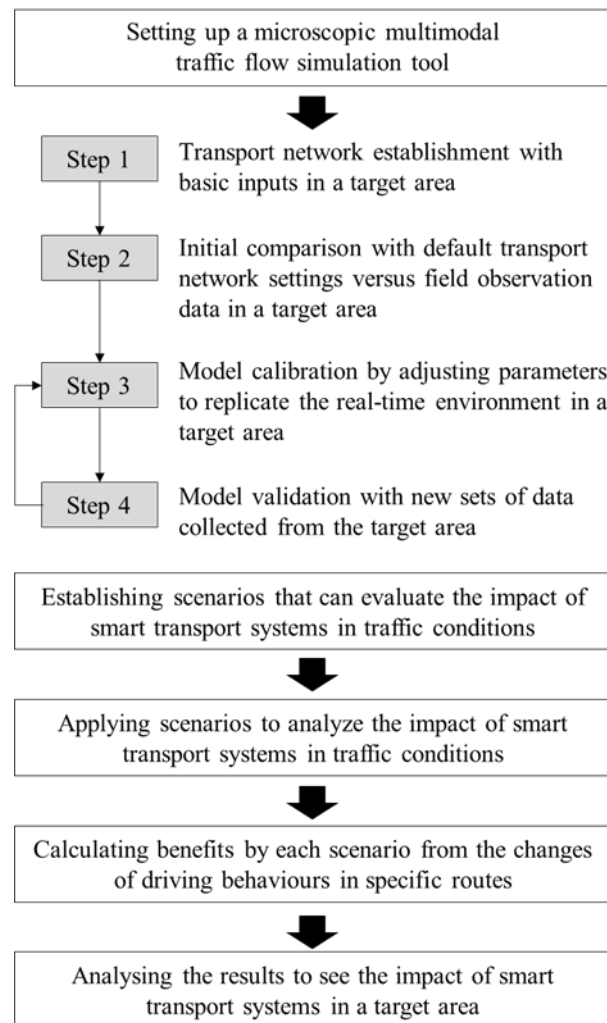 Setting up a microscopic multimodal
traffic flow simulation tool
Step 1
Transport network establishment with
basic inputs in a target area
Step 2
Initial comparison with default transport
network settings versus field observation
data in a target area
Step 3
Model calibration by adjusting parameters
to replicate the real-time environment in a
target area
Step 4
Model validation with new sets of data
collected from the target area
Establishing scenarios that can evaluate the impact of
smart transport systems in traffic conditions
Applying scenarios to analyze the impact of smart
transport systems in traffic conditions
Calculating benefits by each scenario from the changes
of driving behaviours in specific routes
Analysing the results to see the impact of smart
transport systems in a target area